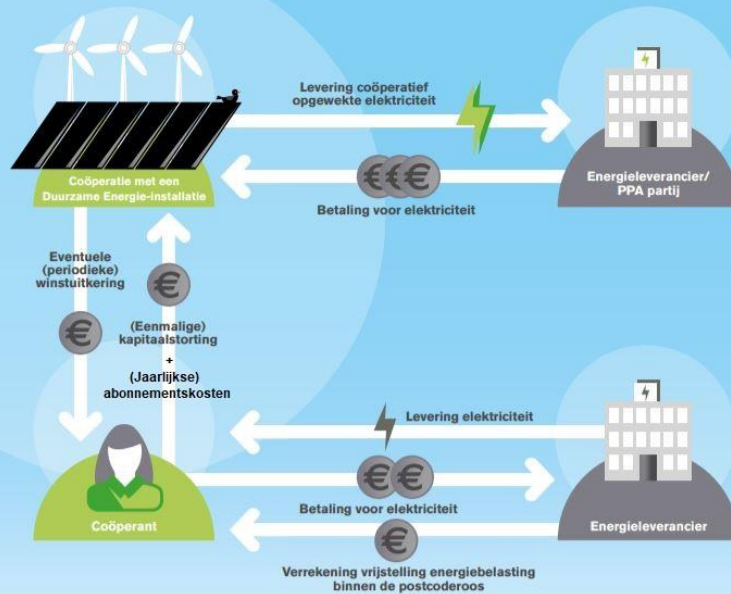 Levering coöperatief
opgewekte elektriciteit
Coöperatie met een
Duurzame Energie-installatie
€€€
Betaling voor elektriciteit
Energieleverancier/
PPA partij
Eventuele
(periodieke)
winstuitkering
€
€
(Eenmalige)
kapitaalstorting
+
(Jaarlijkse)
abonnementskosten
Levering elektriciteit
€€
Betaling voor elektriciteit
Coöperant
Energieleverancier
€
Verrekening vrijstelling energiebelasting
binnen de postcoderoos